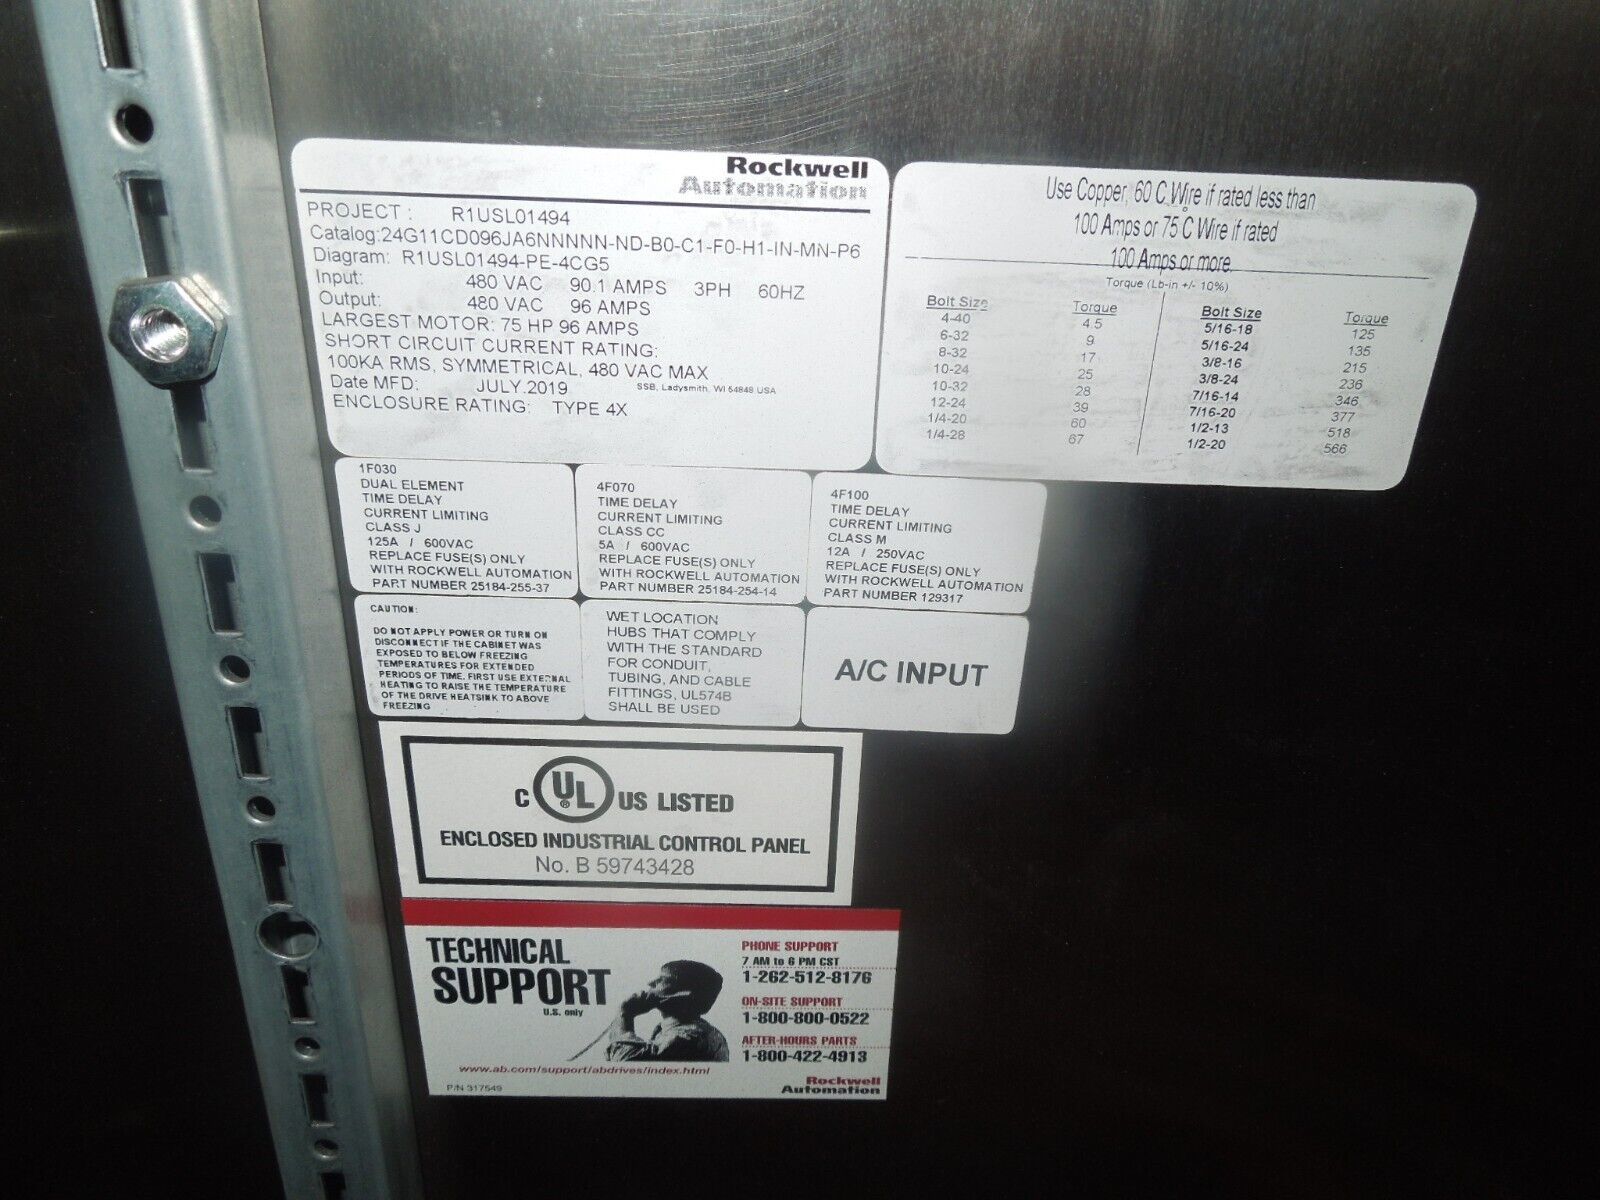 Rockwell
Automation
PROJECT : R1USL01494
Catalog:24G11CD096JA6NNNNN-ND-B0-C1-F0-H1-IN-MN-P6
Diagram: R1USL01494-PE-4CG5
Input: 480 VAC 90.1 AMPS 3PH 60HZ
Output: 480 VAC 96 AMPS
LARGEST MOTOR: 75 HP 96 AMPS
SHORT CIRCUIT CURRENT RATING:
100KA RMS, SYMMETRICAL, 480 VAC MAX
Date MFD: JULY.2019 SSB, Ladysmith, WI 54848 USA
ENCLOSURE RATING: TYPE 4X
Use Copper, 60 C Wire if rated less than
100 Amps or 75 C Wire if rated
100 Amps or more.
Torque (Lb-in +/- 10%)
Bolt Size Torque Bolt Size Torque
4-40 4.5 5/16-18 125
6-32 9 5/16-24 135
8-32 17 3/8-16 215
10-24 25 3/8-24 236
10-32 28 7/16-14 346
12-24 39 7/16-20 377
1/4-20 60 1/2-13 518
1/4-28 67 1/2-20 566
1F030
DUAL ELEMENT
TIME DELAY
CURRENT LIMITING
CLASS J
125A / 600VAC
REPLACE FUSE(S) ONLY
WITH ROCKWELL AUTOMATION
PART NUMBER 25184-255-37
4F070
TIME DELAY
CURRENT LIMITING
CLASS CC
5A / 600VAC
REPLACE FUSE(S) ONLY
WITH ROCKWELL AUTOMATION
PART NUMBER 25184-254-14
4F100
TIME DELAY
CURRENT LIMITING
CLASS M
12A / 250VAC
REPLACE FUSE(S) ONLY
WITH ROCKWELL AUTOMATION
PART NUMBER 129317
CAUTION:
DO NOT APPLY POWER OR TURN ON
DISCONNECT IF THE CABINET WAS
EXPOSED TO BELOW FREEZING
TEMPERATURES FOR EXTENDED
PERIODS OF TIME. FIRST USE EXTERNAL
HEATING TO RAISE THE TEMPERATURE
OF THE DRIVE HEATSINK TO ABOVE
FREEZING
WET LOCATION
HUBS THAT COMPLY
WITH THE STANDARD
FOR CONDUIT,
TUBING, AND CABLE
FITTINGS, UL574B
SHALL BE USED
A/C INPUT
C UL ® US LISTED
ENCLOSED INDUSTRIAL CONTROL PANEL
No. B 59743428
TECHNICAL
SUPPORT
U.S. only
www.ab.com/support/abdrives/index.html
P/N 317549
PHONE SUPPORT
7 AM to 6 PM CST
1-262-512-8176
ON-SITE SUPPORT
1-800-800-0522
AFTER-HOURS PARTS
1-800-422-4913
Rockwell
Automation